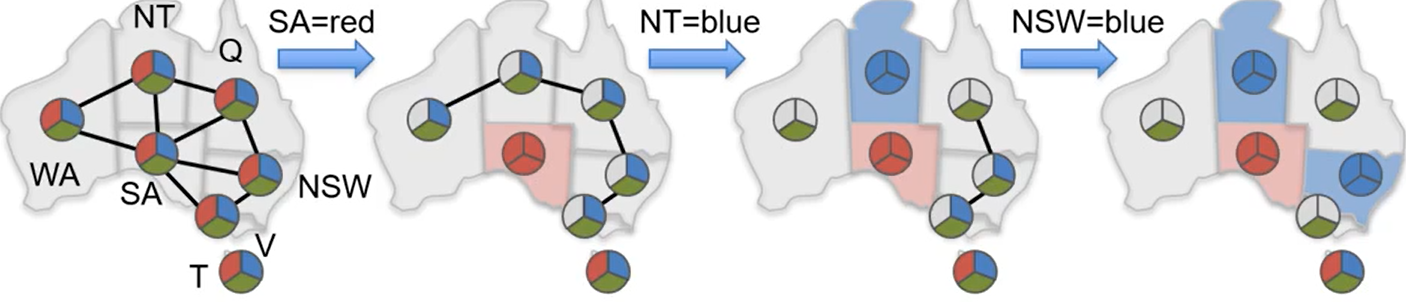 NT
SA=red
NT=blue
NSW=blue
Q
WA
SA
NSW
V
T